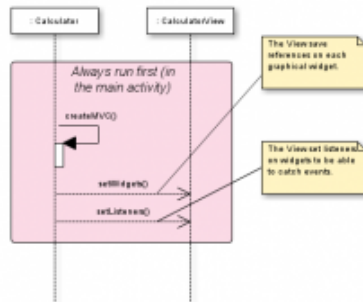 : Calculator
: CalculatorView
The View save
references on each
graphical widget.
Always run first (in
the main activity)
createMVC()
The View set listeners
on widgets to be able
to catch events.
setWidgets()
setListeners()